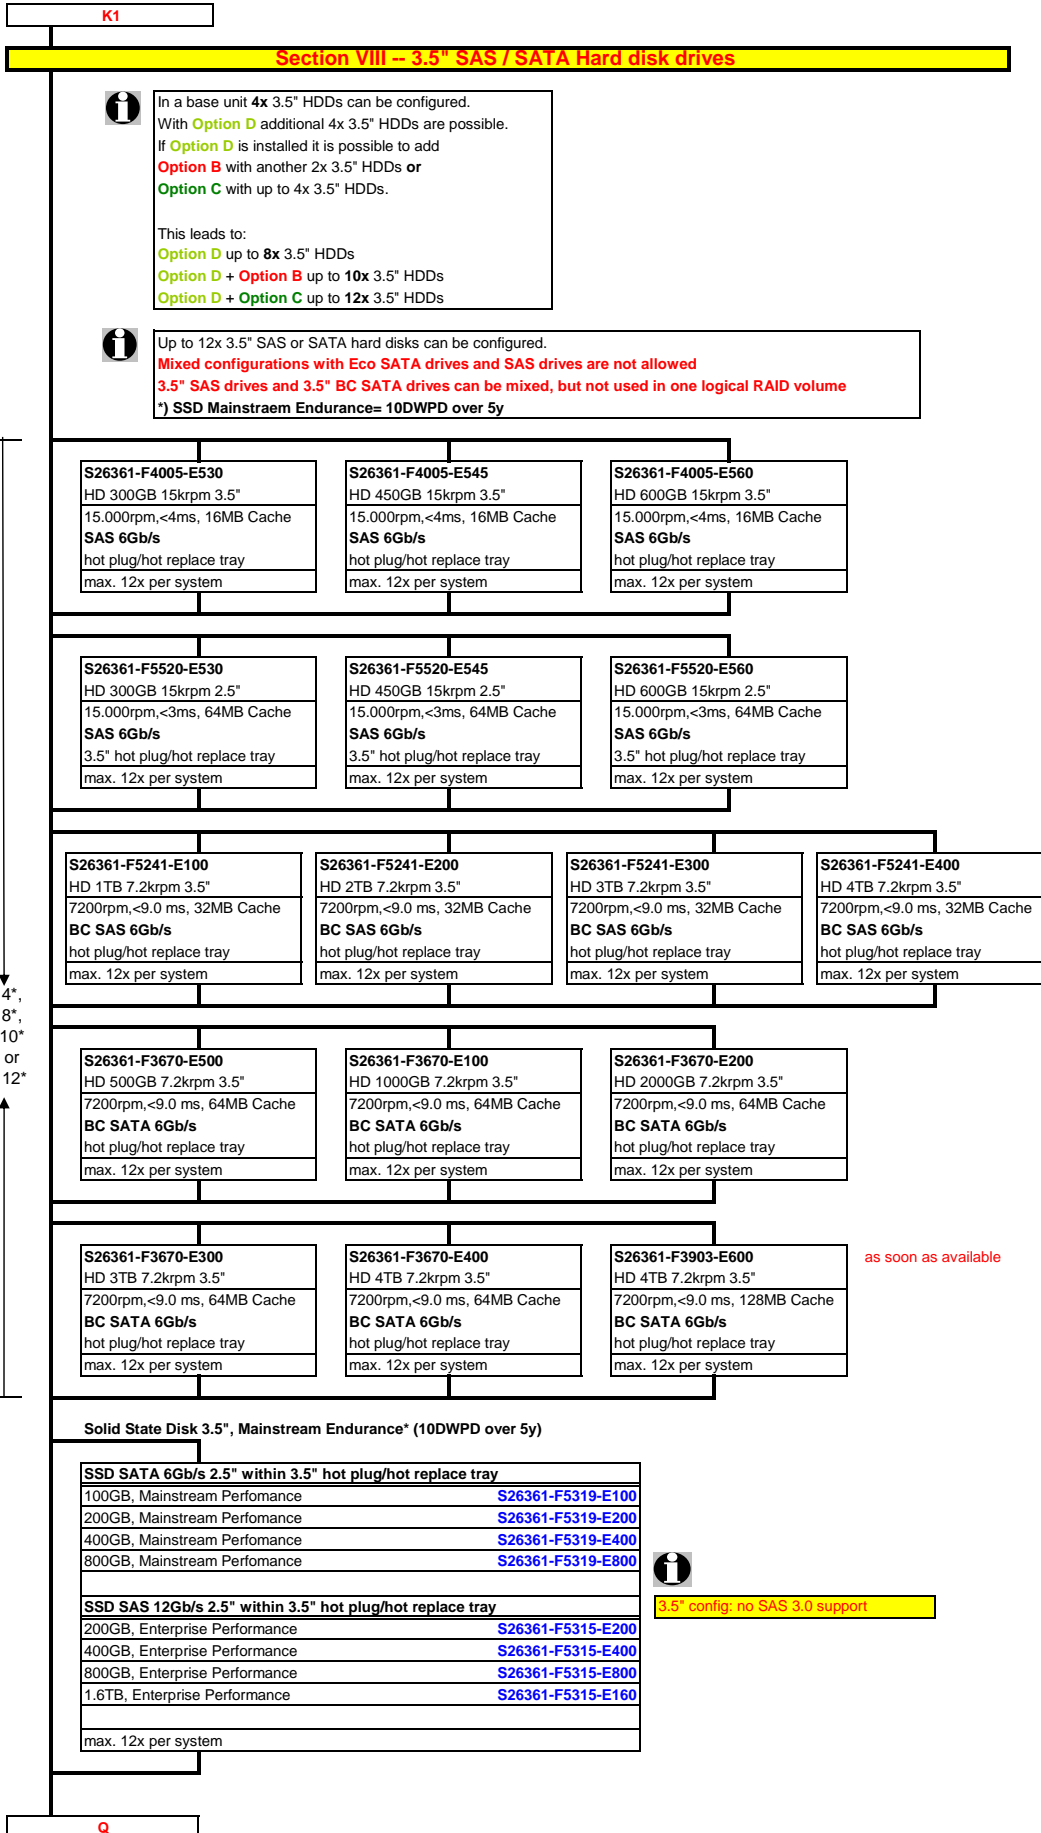 K1
Section VIII -- 3.5" SAS / SATA Hard disk drives
In a base unit 4x 3.5" HDDs can be configured.
With Option D additional 4x 3.5" HDDs are possible.
If Option D is installed it is possible to add
Option B with another 2x 3.5" HDDs or
Option C with up to 4x 3.5" HDDs.
This leads to:
Option D up to 8x 3.5" HDDs
Option D + Option B up to 10x 3.5" HDDs
Option D + Option C up to 12x 3.5" HDDs
Up to 12x 3.5" SAS or SATA hard disks can be configured.
Mixed configurations with Eco SATA drives and SAS drives are not allowed
3.5" SAS drives and 3.5" BC SATA drives can be mixed, but not used in one logical RAID volume
*) SSD Mainstraem Endurance= 10DWPD over 5y
S26361-F4005-E530
HD 300GB 15krpm 3.5"
15.000rpm,<4ms, 16MB Cache
SAS 6Gb/s
hot plug/hot replace tray
max. 12x per system
S26361-F4005-E545
HD 450GB 15krpm 3.5"
15.000rpm,<4ms, 16MB Cache
SAS 6Gb/s
hot plug/hot replace tray
max. 12x per system
S26361-F4005-E560
HD 600GB 15krpm 3.5"
15.000rpm,<4ms, 16MB Cache
SAS 6Gb/s
hot plug/hot replace tray
max. 12x per system
S26361-F5520-E530
HD 300GB 15krpm 2.5"
15.000rpm,<3ms, 64MB Cache
SAS 6Gb/s
3.5" hot plug/hot replace tray
max. 12x per system
S26361-F5520-E545
HD 450GB 15krpm 2.5"
15.000rpm,<3ms, 64MB Cache
SAS 6Gb/s
3.5" hot plug/hot replace tray
max. 12x per system
S26361-F5520-E560
HD 600GB 15krpm 2.5"
15.000rpm,<3ms, 64MB Cache
SAS 6Gb/s
3.5" hot plug/hot replace tray
max. 12x per system
S26361-F5241-E100
HD 1TB 7.2krpm 3.5"
7200rpm,<9.0 ms, 32MB Cache
BC SAS 6Gb/s
hot plug/hot replace tray
max. 12x per system
S26361-F5241-E200
HD 2TB 7.2krpm 3.5"
7200rpm,<9.0 ms, 32MB Cache
BC SAS 6Gb/s
hot plug/hot replace tray
max. 12x per system
S26361-F5241-E300
HD 3TB 7.2krpm 3.5"
7200rpm,<9.0 ms, 32MB Cache
BC SAS 6Gb/s
hot plug/hot replace tray
max. 12x per system
S26361-F5241-E400
HD 4TB 7.2krpm 3.5"
7200rpm,<9.0 ms, 32MB Cache
BC SAS 6Gb/s
hot plug/hot replace tray
max. 12x per system
4*,
8*,
10*
or
12*
S26361-F3670-E500
HD 500GB 7.2krpm 3.5"
7200rpm,<9.0 ms, 64MB Cache
BC SATA 6Gb/s
hot plug/hot replace tray
max. 12x per system
S26361-F3670-E100
HD 1000GB 7.2krpm 3.5"
7200rpm,<9.0 ms, 64MB Cache
BC SATA 6Gb/s
hot plug/hot replace tray
max. 12x per system
S26361-F3670-E200
HD 2000GB 7.2krpm 3.5"
7200rpm,<9.0 ms, 64MB Cache
BC SATA 6Gb/s
hot plug/hot replace tray
max. 12x per system
S26361-F3670-E300
HD 3TB 7.2krpm 3.5"
7200rpm,<9.0 ms, 64MB Cache
BC SATA 6Gb/s
hot plug/hot replace tray
max. 12x per system
S26361-F3670-E400
HD 4TB 7.2krpm 3.5"
7200rpm,<9.0 ms, 64MB Cache
BC SATA 6Gb/s
hot plug/hot replace tray
max. 12x per system
S26361-F3903-E600
HD 4TB 7.2krpm 3.5"
7200rpm,<9.0 ms, 128MB Cache
BC SATA 6Gb/s
hot plug/hot replace tray
max. 12x per system
as soon as available
Solid State Disk 3.5", Mainstream Endurance* (10DWPD over 5y)
SSD SATA 6Gb/s 2.5" within 3.5" hot plug/hot replace tray
100GB, Mainstream Perfomance S26361-F5319-E100
200GB, Mainstream Perfomance S26361-F5319-E200
400GB, Mainstream Perfomance S26361-F5319-E400
800GB, Mainstream Perfomance S26361-F5319-E800
SSD SAS 12Gb/s 2.5" within 3.5" hot plug/hot replace tray
3.5" config: no SAS 3.0 support
200GB, Enterprise Performance S26361-F5315-E200
400GB, Enterprise Performance S26361-F5315-E400
800GB, Enterprise Performance S26361-F5315-E800
1.6TB, Enterprise Performance S26361-F5315-E160
max. 12x per system
Q